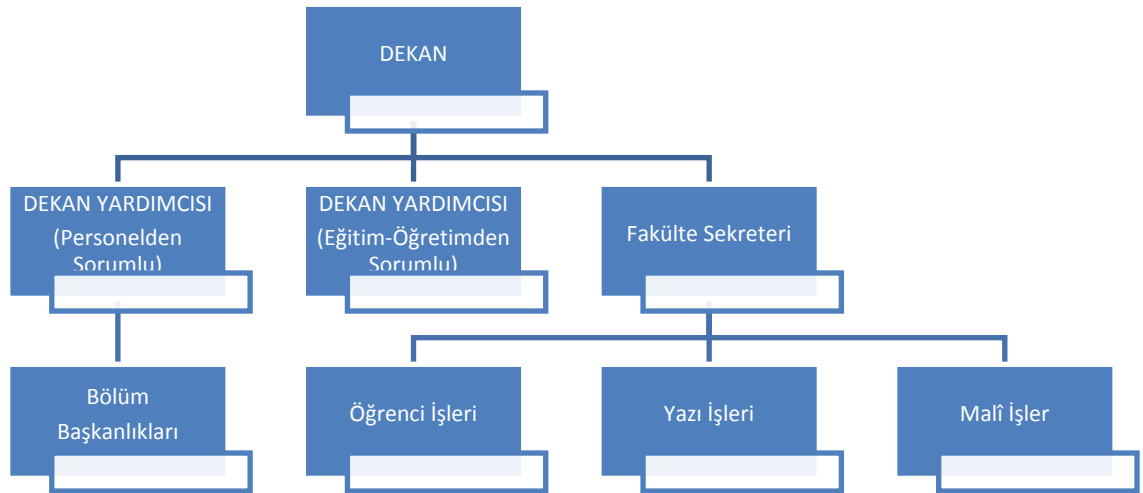 DEKAN
DEKAN YARDIMCISI
(Personelden
Sorumlu)
DEKAN YARDIMCISI
(Eğitim-Öğretimden
Sorumlu)
Fakülte Sekreteri
Bölüm
Başkanlıkları
Öğrenci İşleri
Yazı İşleri
Malî İşler